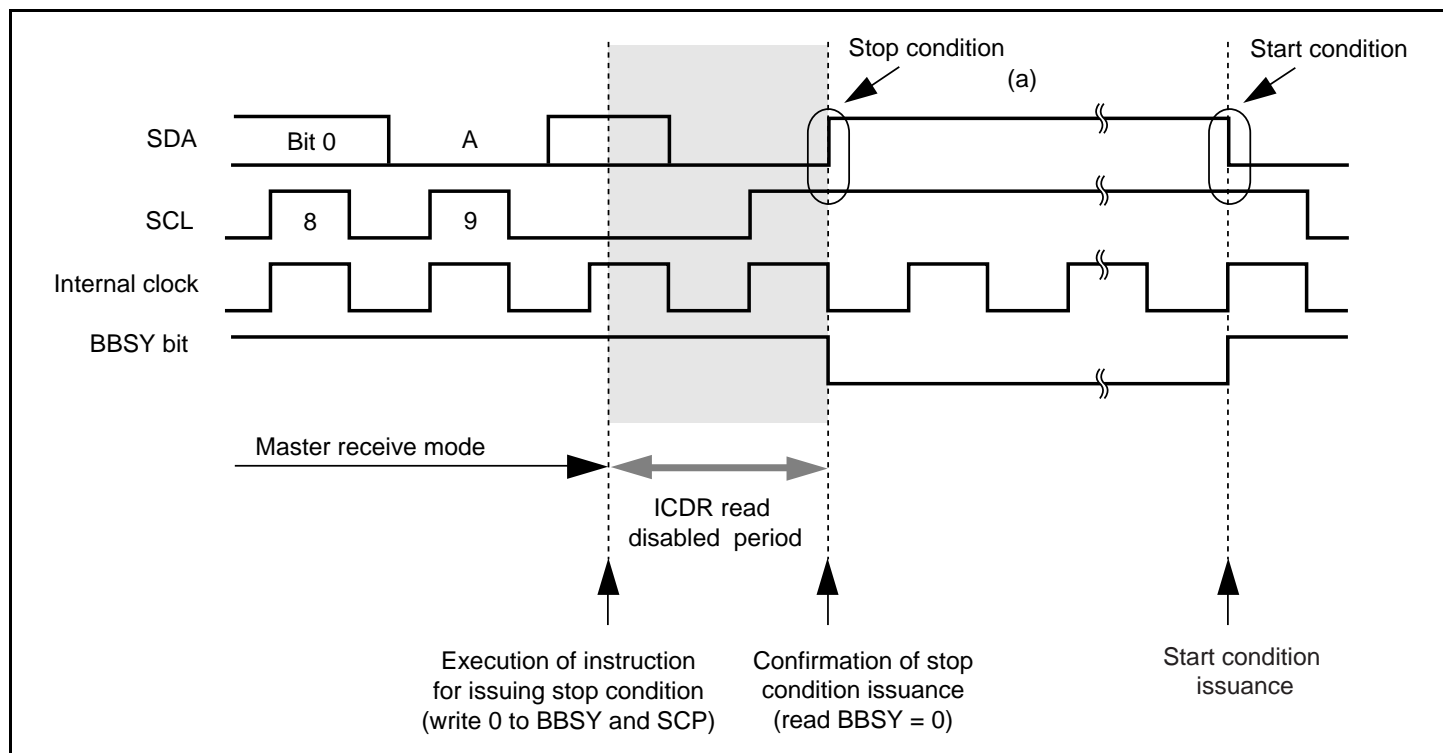 Stop condition
(a)
Start condition
SDA
Bit 0
A
SCL
8
9
Internal clock
BBSY bit
Master receive mode
ICDR read
disabled period
Execution of instruction
for issuing stop condition
(write 0 to BBSY and SCP)
Confirmation of stop
condition issuance
(read BBSY = 0)
Start condition
issuance